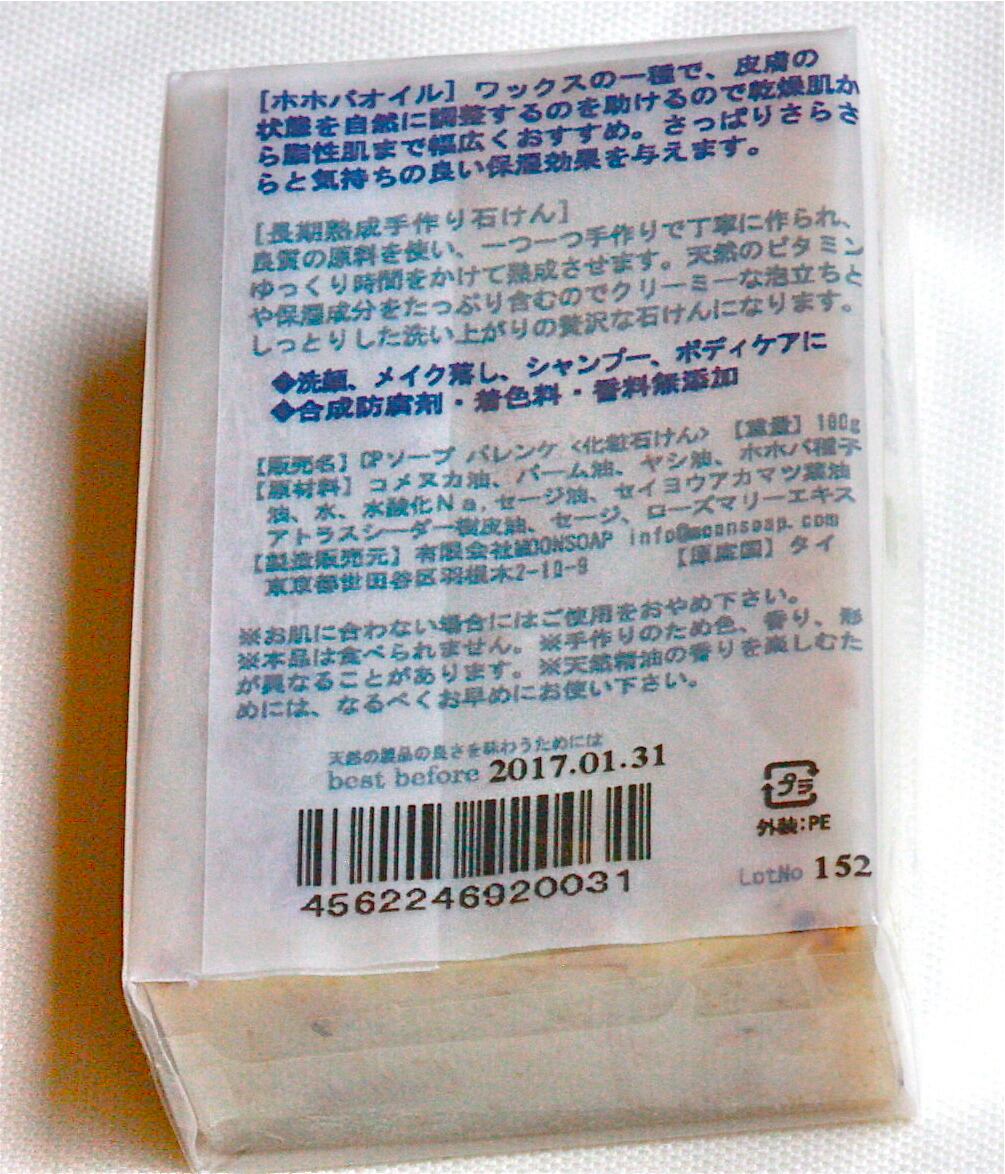 [ホホバオイル] ワックスの一種で、皮膚の
状態を自然に調整するのを助けるので乾燥肌か
ら脂性肌まで幅広くおすすめ。さっぱりさらさ
らと気持ちの良い保湿効果を与えます。
[長期熟成手作り石けん]
良質の原料を使い、一つ一つ手作りで丁寧に作られ、
ゆっくり時間をかけて熟成させます。天然のビタミン
や保湿成分をたっぷり含むのでクリーミーな泡立ちと
しっとりした洗い上がりの贅沢な石けんになります。
◆洗顔、メイク落し、シャンプー、ボディケアに
◆合成防腐剤・着色料・香料無添加
【販売名】CPソープ バレンケ <化粧石けん> 【重量】100g
【原材料】コメヌカ油、パーム油、ヤシ油、ホホバ種子
油、水、水酸化Na, セージ油、セイヨウアカマツ葉油
アトラスシーダー樹皮油、セージ、ローズマリーエキス
【製造販売元】有限会社MOONSOAP info@moonsoap.com
東京都世田谷区羽根木2-10-9 【原産国】タイ
※お肌に合わない場合にはご使用をおやめ下さい。
※本品は食べられません。※手作りのため色、香り、形
が異なることがあります。※天然精油の香りを楽しむた
めには、なるべくお早めにお使い下さい。
天然の製品の良さを味わうためには
best before 2017.01.31
プラ
外装:PE
4562246920031
LotNo 152